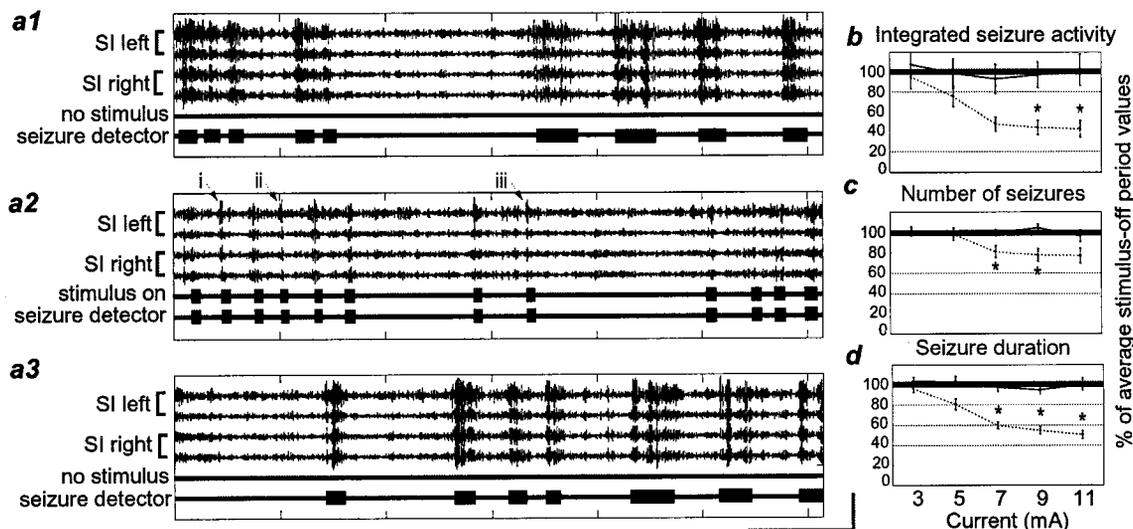 a1
SI left
SI right
no stimulus
seizure detector
i
ii
iii
a2
SI left
SI right
stimulus on
seizure detector
a3
SI left
SI right
no stimulus
seizure detector
b
Integrated seizure activity
100
80
60
40
20
0
*
*
c
Number of seizures
100
80
60
40
20
0
*
*
d
Seizure duration
100
80
60
40
20
0
*
*
*
3
5
7
9
11
Current (mA)
% of average stimulus-off period values